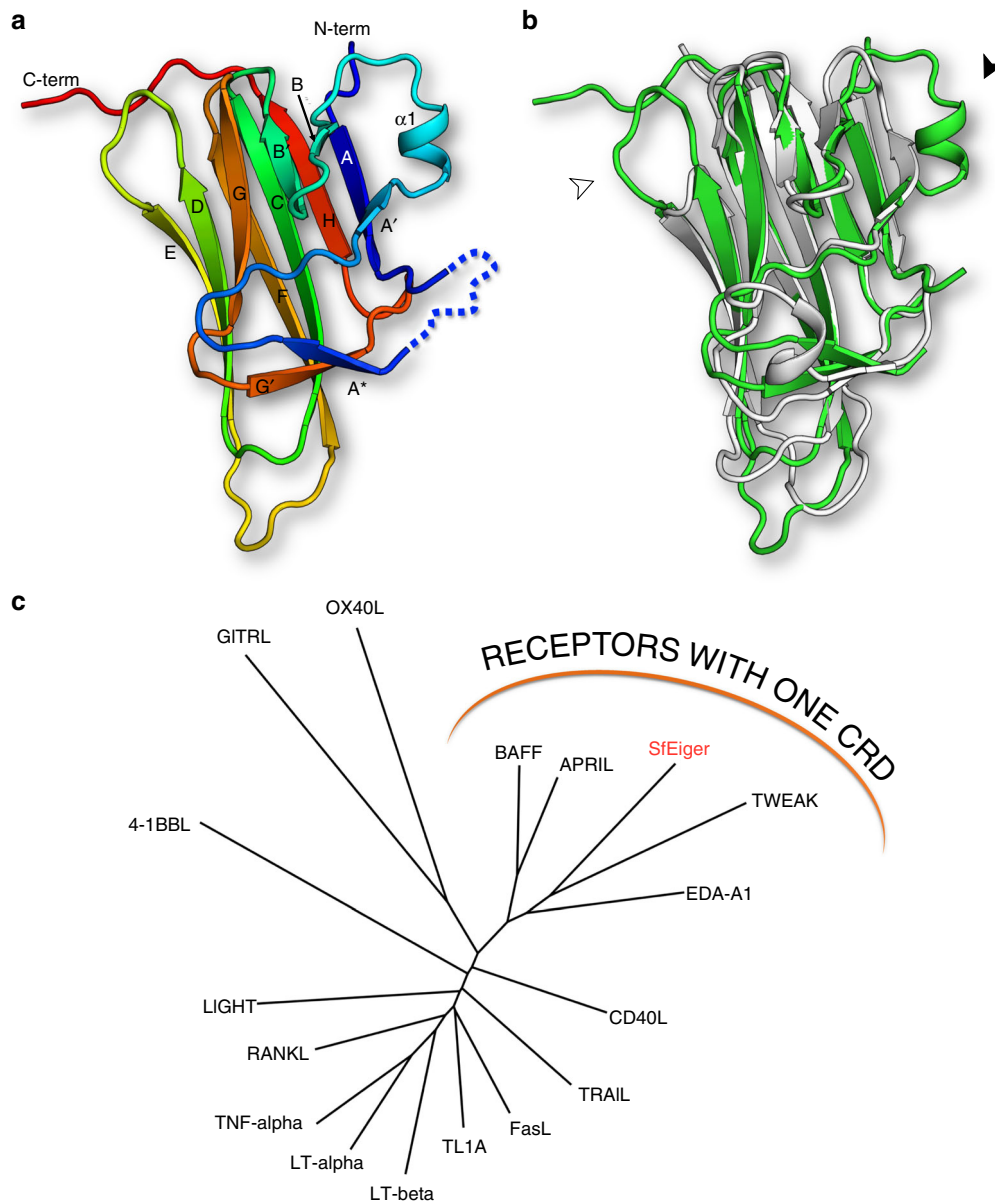 a
N-term
C-term
B
α1
B′
A
G
D
C
H
A′
E
F
G′
A*
b
c
OX40L
GITRL
RECEPTORS WITH ONE CRD
SfEiger
BAFF
APRIL
TWEAK
4-1BBL
EDA-A1
LIGHT
CD40L
RANKL
TRAIL
TNF-alpha
FasL
TL1A
LT-alpha
LT-beta